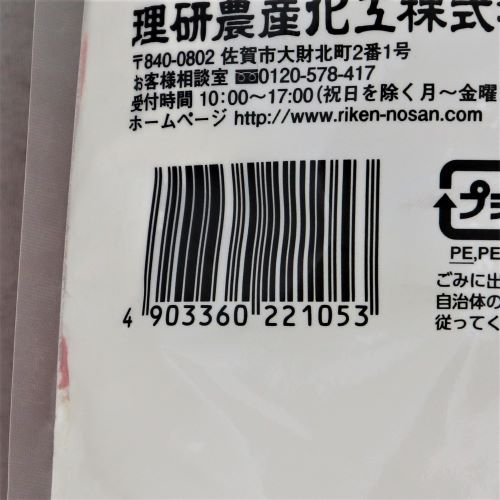 理研農産化工株式
〒840-0802 佐賀市大財北町2番1号
お客様相談室 0120-578-417
受付時間 10:00～17:00(祝日を除く月～金曜
ホームページ http://www.riken-nosan.com
4 903360 221053
プラ
PE,PE
ごみに出
自治体の
従ってく